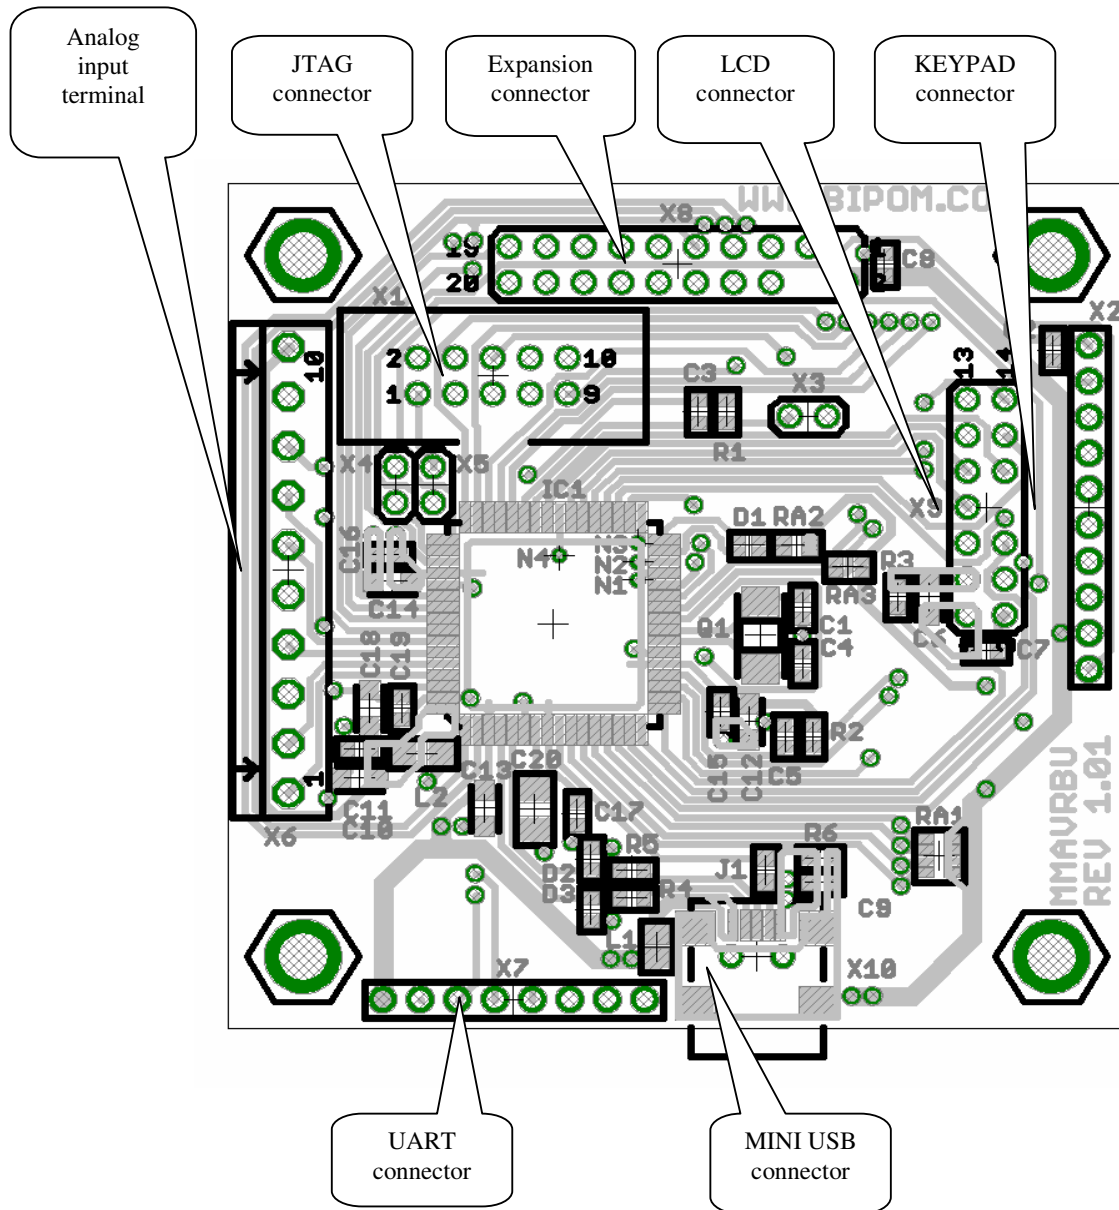 Analog
input
terminal
JTAG
connector
Expansion
connector
LCD
connector
KEYPAD
connector
WWW.BIPOM.CO
X8
19
20
C8
X1
X2
2
10
1
9
10
13
14
C3
X3
R1
X4
X5
IC1
X9
C16
D1
RA2
N3
N4
N2
N1
R3
RA3
C14
Q1
C1
C6
C4
C7
C18
C19
R2
C15
C12
C5
1
C11
C10
L2
C13
C20
C17
X6
RA1
R5
R6
D2
J1
D3
R4
C9
L1
MMAVRBU
REV 1.01
X7
X10
UART
connector
MINI USB
connector